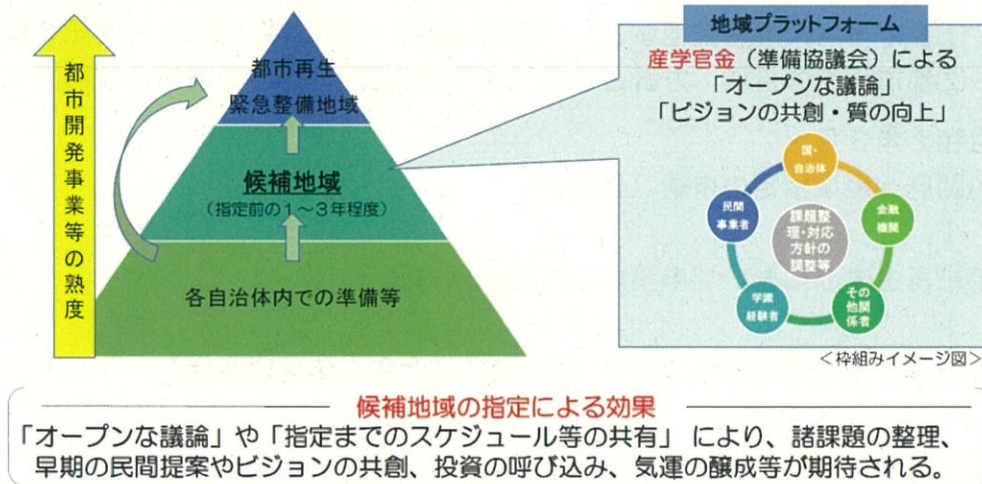 都市開発事業等の熟度
都市再生
緊急整備地域
候補地域
（指定前の１～３年程度）
各自治体内での準備等
地域プラットフォーム
産学官金（準備協議会）による
「オープンな議論」
「ビジョンの共創・質の向上」
国・
自治体
民間
事業者
金融
機関
課題整
理・対応
方針の
調整等
学識
経験者
その
他関
係者
＜枠組みイメージ図＞
候補地域の指定による効果
「オープンな議論」や「指定までのスケジュール等の共有」 により、諸課題の整理、
早期の民間提案やビジョンの共創、投資の呼び込み、気運の醸成等が期待される。